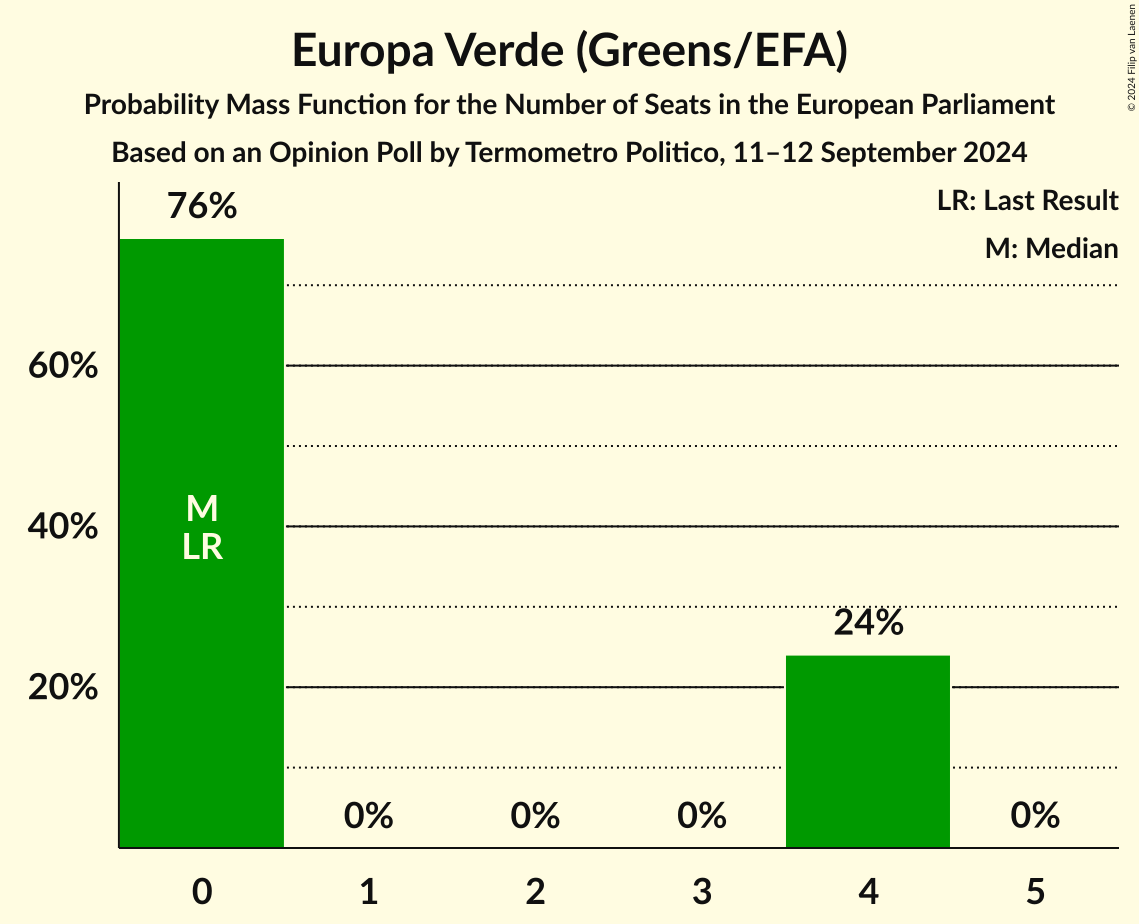 Europa Verde (Greens/EFA)
Probability Mass Function for the Number of Seats in the European Parliament
Based on an Opinion Poll by Termometro Politico, 11–12 September 2024
© 2024 Filip van Laenen
LR: Last Result
M: Median
76%
60%
M
40%
LR
24%
20%
0% 0% 0% 0%
0 1 2 3 4 5